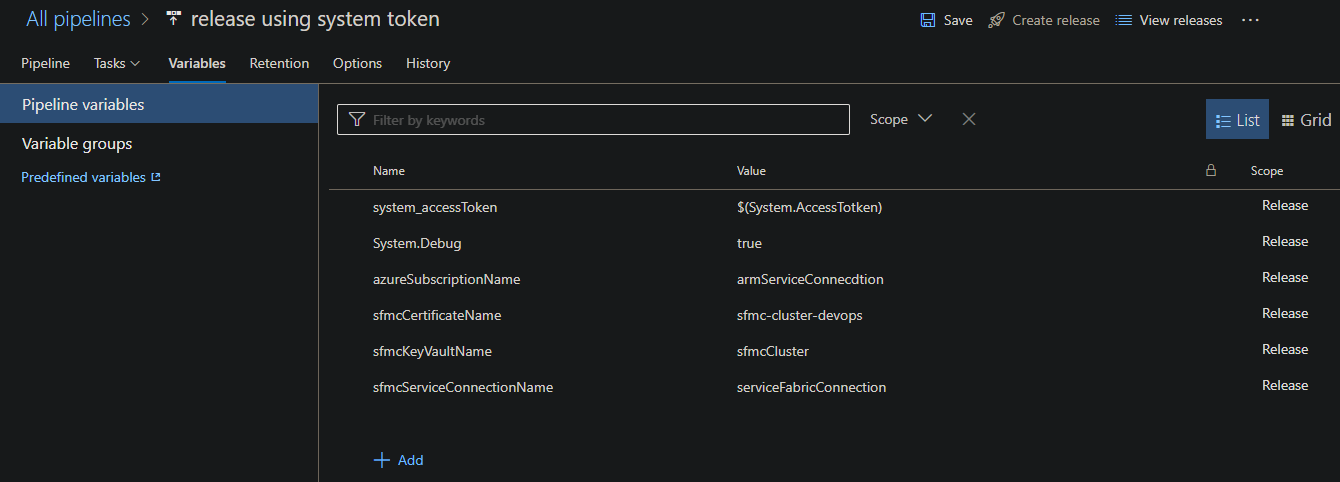 All pipelines > release using system token
Save Create release View releases ...
Pipeline Tasks Variables Retention Options History
Pipeline variables
Variable groups
Predefined variables
Filter by keywords Scope List Grid
Name Value Scope
system_accessToken $(System.AccessTotken) Release
System.Debug true Release
azureSubscriptionName armServiceConnecdtion Release
sfmcCertificateName sfmc-cluster-devops Release
sfmcKeyVaultName sfmcCluster Release
sfmcServiceConnectionName serviceFabricConnection Release
+ Add